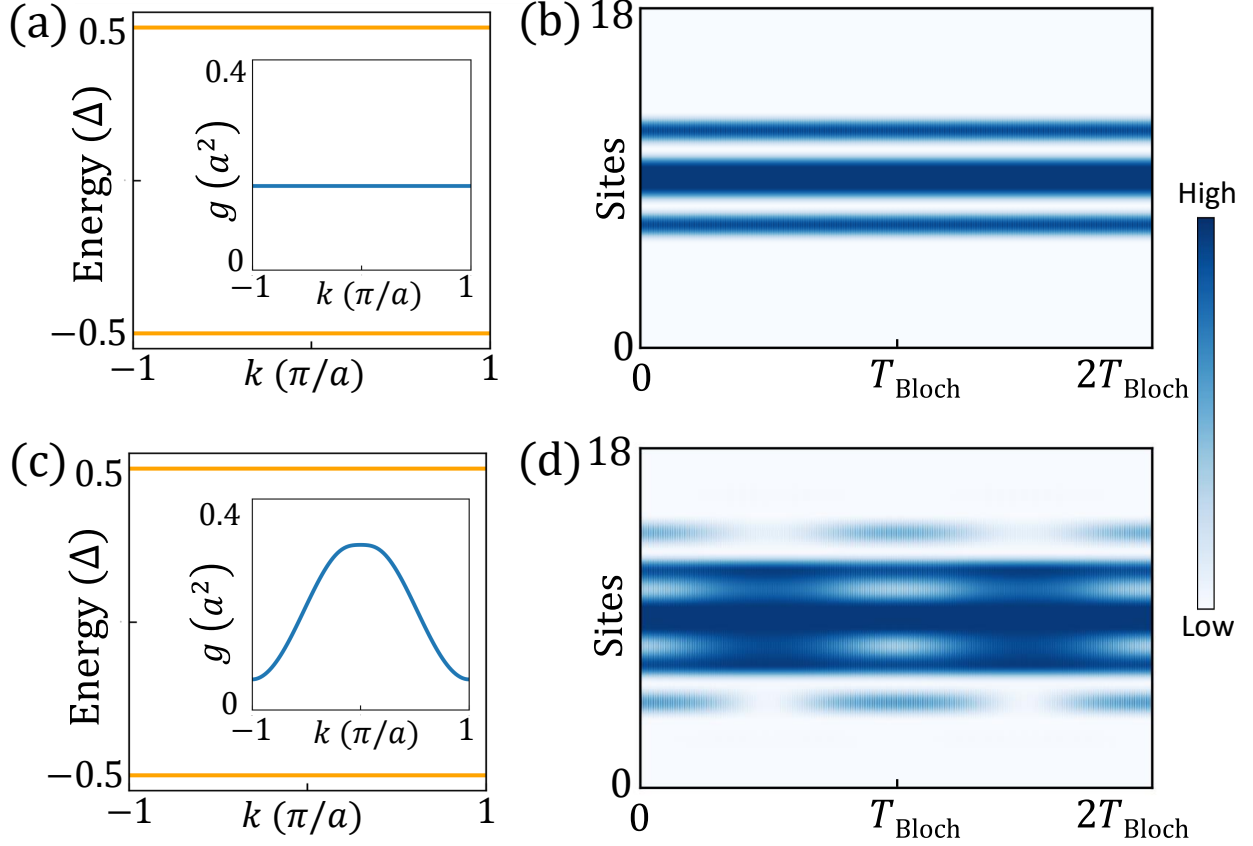 (a)
0.5
Energy (Δ)
−0.5
−1
k (π/a)
1
0.4
g (a²)
0
−1
k (π/a)
1
(b)
18
Sites
0
0
T_Bloch
2T_Bloch
High
Low
(c)
0.5
Energy (Δ)
−0.5
−1
k (π/a)
1
0.4
g (a²)
0
−1
k (π/a)
1
(d)
18
Sites
0
0
T_Bloch
2T_Bloch